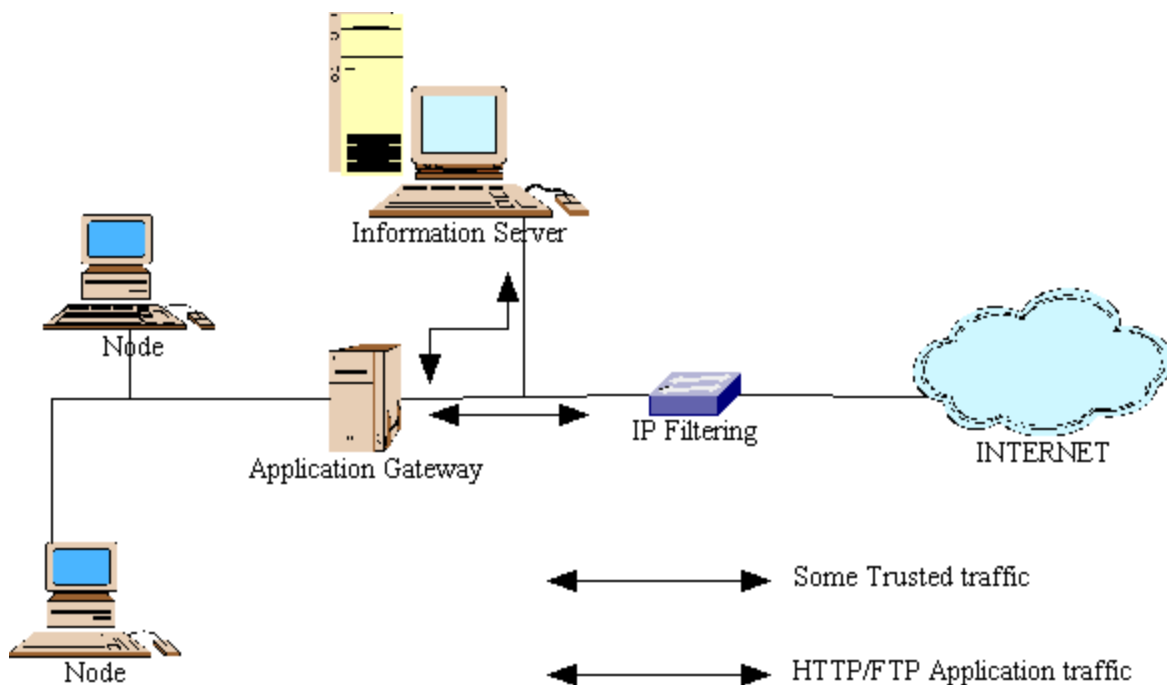 Information Server
Node
IP Filtering
Application Gateway
INTERNET
Some Trusted traffic
Node
HTTP/FTP Application traffic